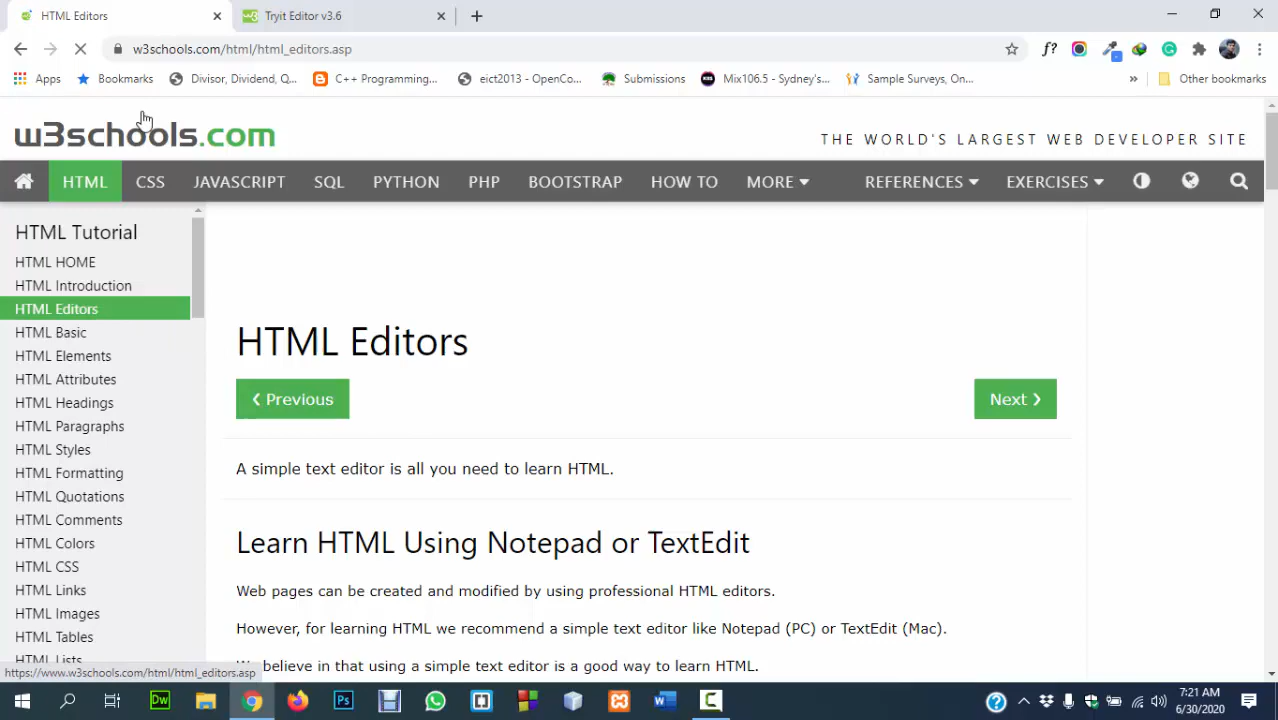 HTML Editors
Tryit Editor v3.6
w3schools.com/html/html_editors.asp
f?
Apps
Bookmarks
Divisor, Dividend, Q...
C++ Programming...
eict2013 - OpenCo...
Submissions
Mix106.5 - Sydney's...
Sample Surveys, On...
»
Other bookmarks
w3schools.com
THE WORLD'S LARGEST WEB DEVELOPER SITE
HTML
CSS
JAVASCRIPT
SQL
PYTHON
PHP
BOOTSTRAP
HOW TO
MORE
REFERENCES
EXERCISES
HTML Tutorial
HTML HOME
HTML Introduction
HTML Editors
HTML Basic
HTML Elements
HTML Attributes
HTML Headings
HTML Paragraphs
HTML Styles
HTML Formatting
HTML Quotations
HTML Comments
HTML Colors
HTML CSS
HTML Links
HTML Images
HTML Tables
HTML Lists
HTML Editors
❮ Previous
Next ❯
A simple text editor is all you need to learn HTML.
Learn HTML Using Notepad or TextEdit
Web pages can be created and modified by using professional HTML editors.
However, for learning HTML we recommend a simple text editor like Notepad (PC) or TextEdit (Mac).
We believe in that using a simple text editor is a good way to learn HTML.
https://www.w3schools.com/html/html_editors.asp
Dw
Ps
7:21 AM
6/30/2020